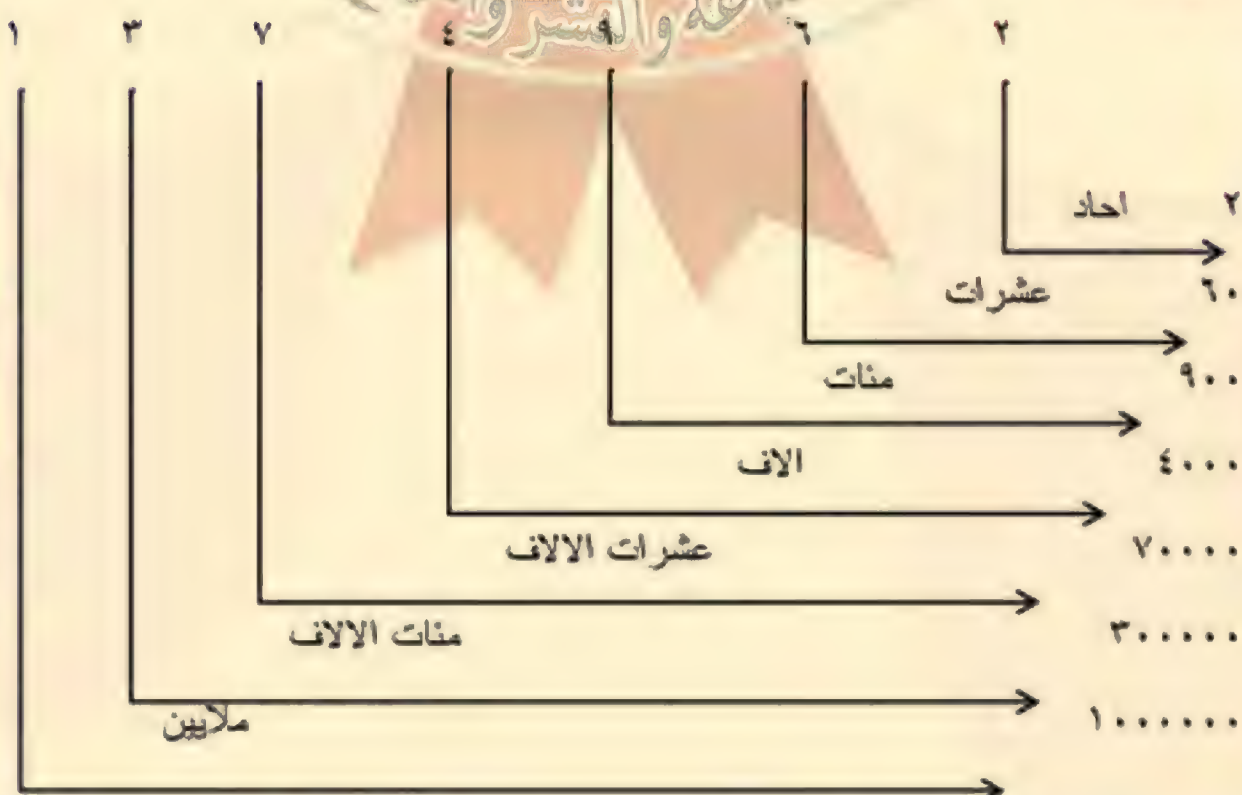 والنشر
١ ٣ ٧ ٤ ٩ ٦ ٢
احاد ٢
عشرات ٦٠
مئات ٩٠٠
الاف ٤٠٠٠
عشرات الالاف ٧٠٠٠٠
مئات الالاف ٣٠٠٠٠٠
ملايين ١٠٠٠٠٠٠